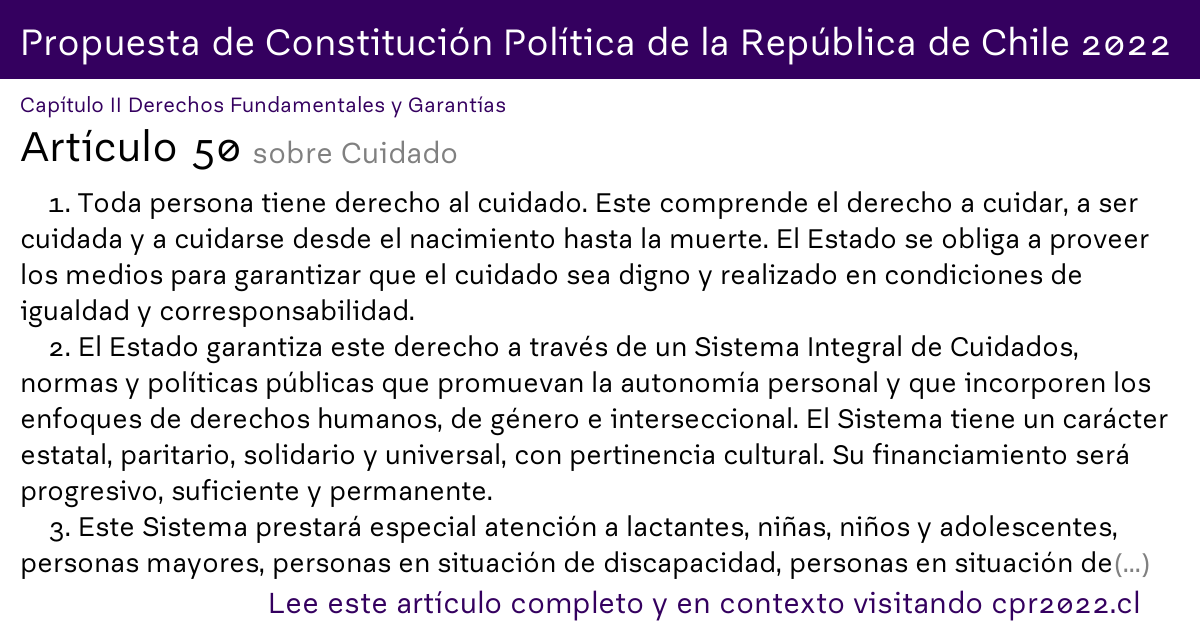 Propuesta de Constitución Política de la República de Chile 2022
Capítulo II Derechos Fundamentales y Garantías
Artículo 50 sobre Cuidado
1. Toda persona tiene derecho al cuidado. Este comprende el derecho a cuidar, a ser
cuidada y a cuidarse desde el nacimiento hasta la muerte. El Estado se obliga a proveer
los medios para garantizar que el cuidado sea digno y realizado en condiciones de
igualdad y corresponsabilidad.
2. El Estado garantiza este derecho a través de un Sistema Integral de Cuidados,
normas y políticas públicas que promuevan la autonomía personal y que incorporen los
enfoques de derechos humanos, de género e interseccional. El Sistema tiene un carácter
estatal, paritario, solidario y universal, con pertinencia cultural. Su financiamiento será
progresivo, suficiente y permanente.
3. Este Sistema prestará especial atención a lactantes, niñas, niños y adolescentes,
personas mayores, personas en situación de discapacidad, personas en situación de(...)
Lee este artículo completo y en contexto visitando cpr2022.cl